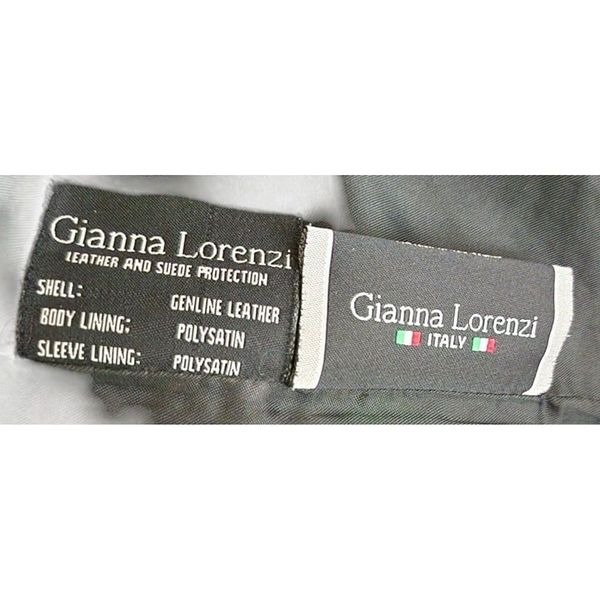 Gianna Lorenzi
LEATHER AND SUEDE PROTECTION
SHELL: GENLINE LEATHER
BODY LINING: POLYSATIN
SLEEVE LINING: POLYSATIN
Gianna Lorenzi
ITALY